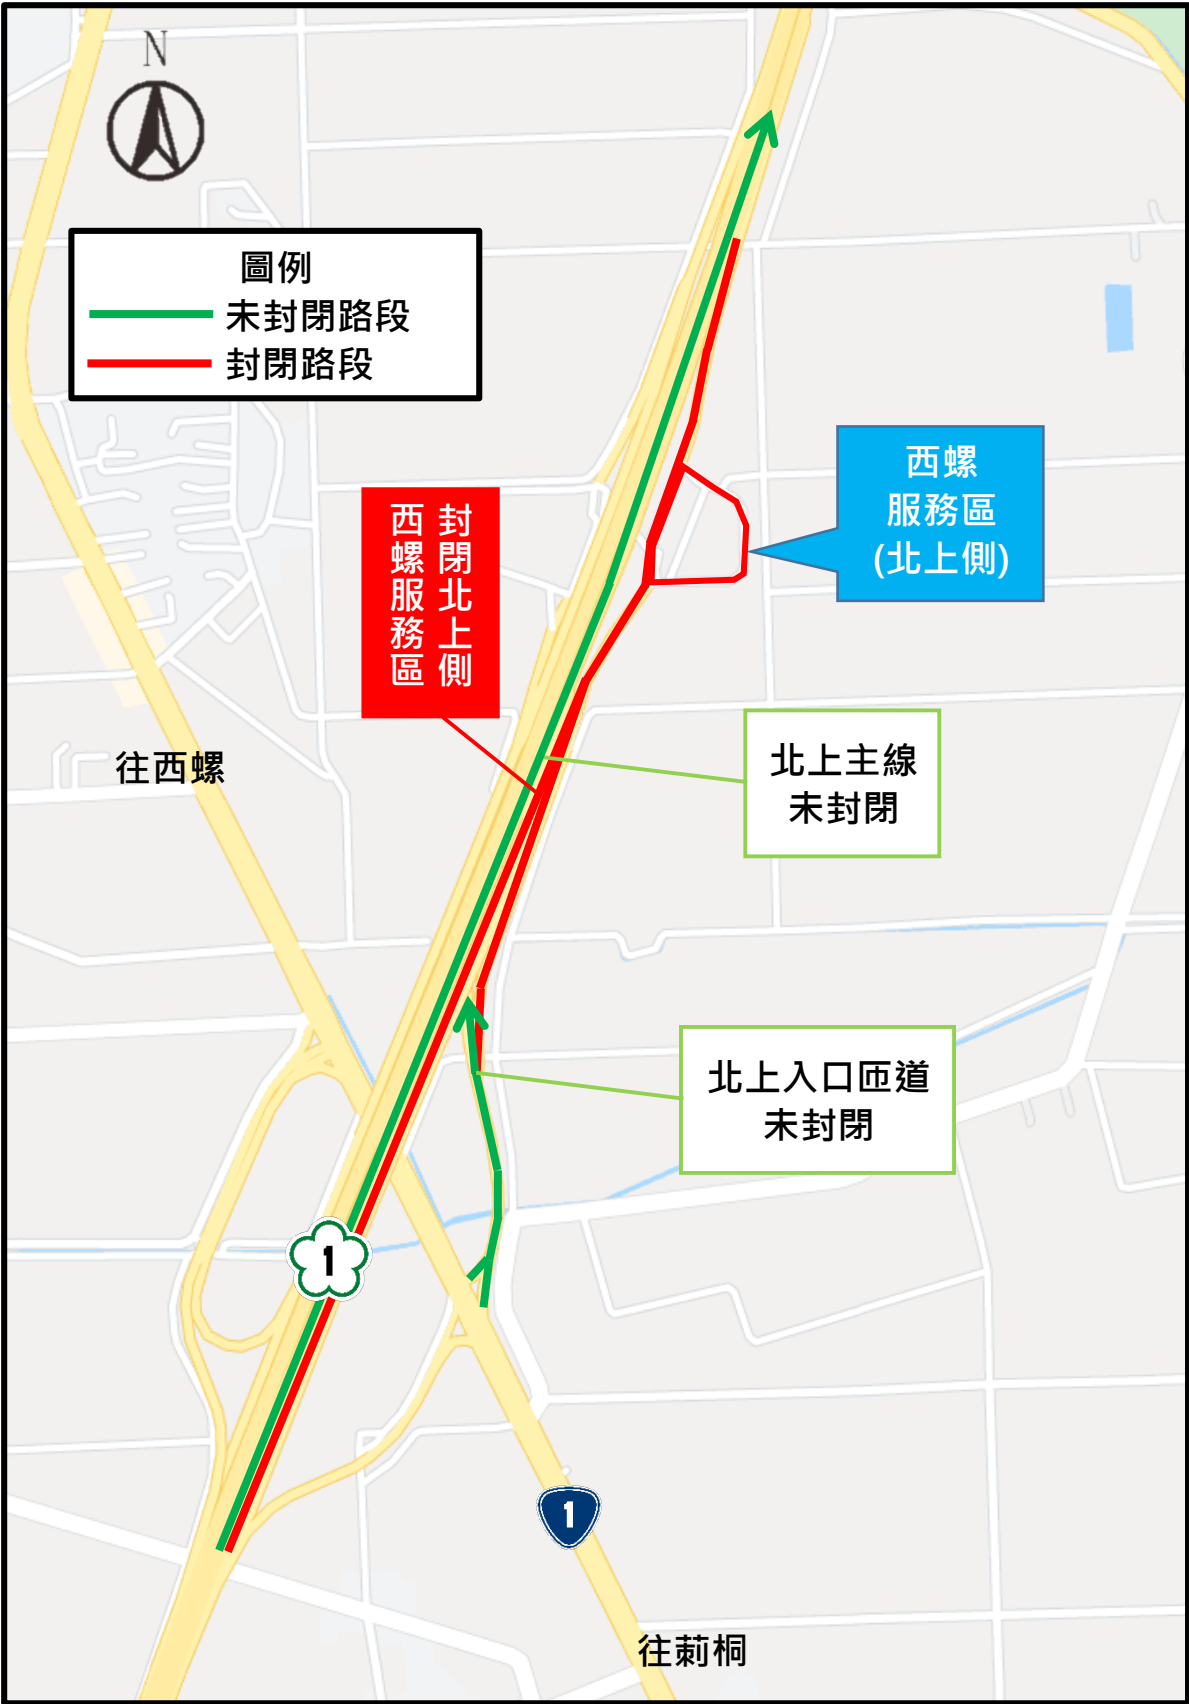 N
圖例
未封閉路段
封閉路段
西螺
服務區
(北上側)
封閉北上側
西螺服務區
北上主線
未封閉
往西螺
北上入口匝道
未封閉
1
1
往莿桐